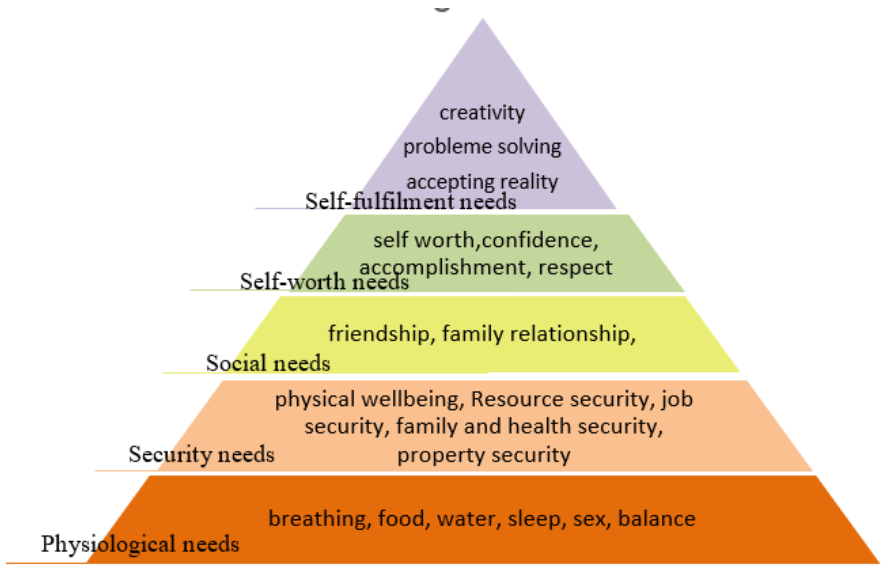 creativity
probleme solving
accepting reality
Self-fulfilment needs
self worth,confidence,
accomplishment, respect
Self-worth needs
friendship, family relationship,
Social needs
physical wellbeing, Resource security, job
security, family and health security,
property security
Security needs
breathing, food, water, sleep, sex, balance
Physiological needs